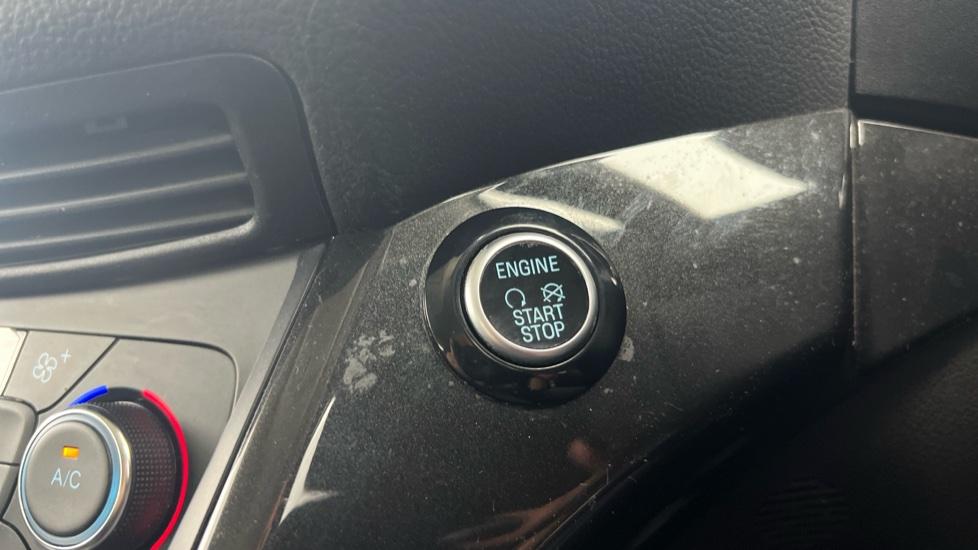 ENGINE
START
STOP
A/C